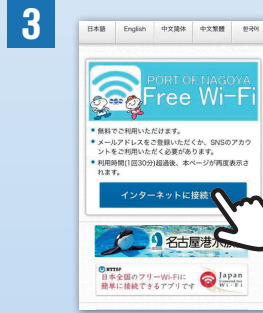 3
日本語 English 中文简体 中文繁體 한국어
PORT OF NAGOYA
Free Wi-Fi
• 無料でご利用いただけます。
• メールアドレスをご登録いただくか、SNSのアカウ
ントをご利用いただく必要があります。
• 利用時間(1回30分)超過後、本ページが再度表示さ
れます。
インターネットに接続
名古屋港水族
NTTBP
日本全国のフリーWi-Fiに
簡単に接続できるアプリです
Japan
Wi-Fi